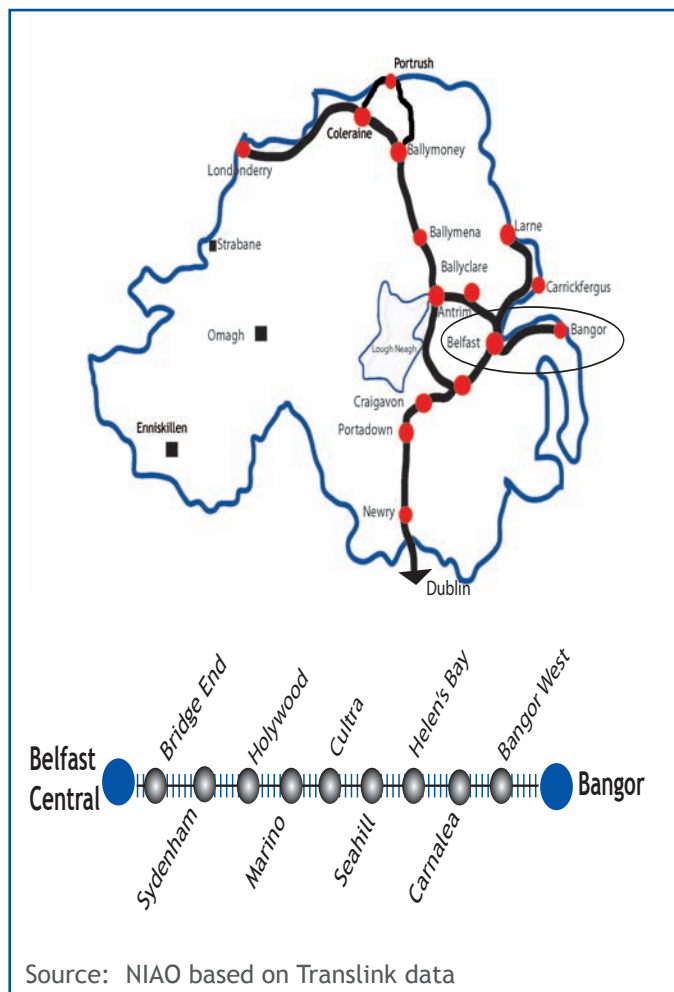 Portrush
Coleraine
Londonderry
Ballymoney
Ballymena
Larne
Strabane
Ballyclare
Carrickfergus
Antrim
Omagh
Belfast
Bangor
Lough Neagh
Craigavon
Enniskillen
Portadown
Newry
Dublin
Belfast
Central
Bridge End
Sydenham
Holywood
Marino
Cultra
Seahill
Helen's Bay
Carnalea
Bangor West
Bangor
Source: NIAO based on Translink data